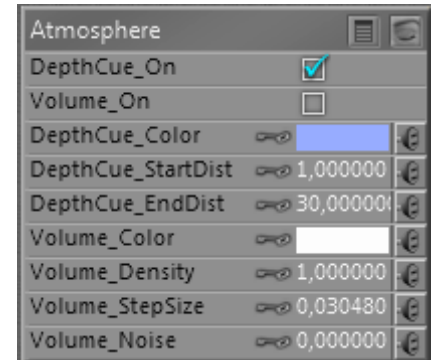 Atmosphere
DepthCue_On
Volume_On
DepthCue_Color
DepthCue_StartDist 1,000000
DepthCue_EndDist 30,00000
Volume_Color
Volume_Density 1,000000
Volume_StepSize 0,030480
Volume_Noise 0,000000